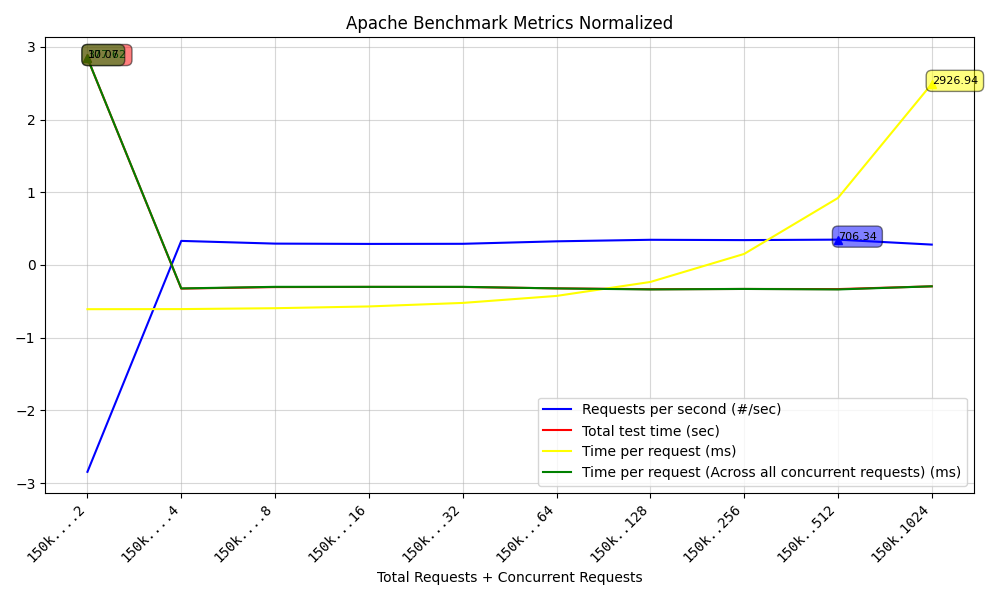 Apache Benchmark Metrics Normalized
3
2
1
0
−1
−2
−3
2926.94
706.34
Requests per second (#/sec)
Total test time (sec)
Time per request (ms)
Time per request (Across all concurrent requests) (ms)
150k....2
150k....4
150k....8
150k...16
150k...32
150k...64
150k..128
150k..256
150k..512
150k.1024
Total Requests + Concurrent Requests